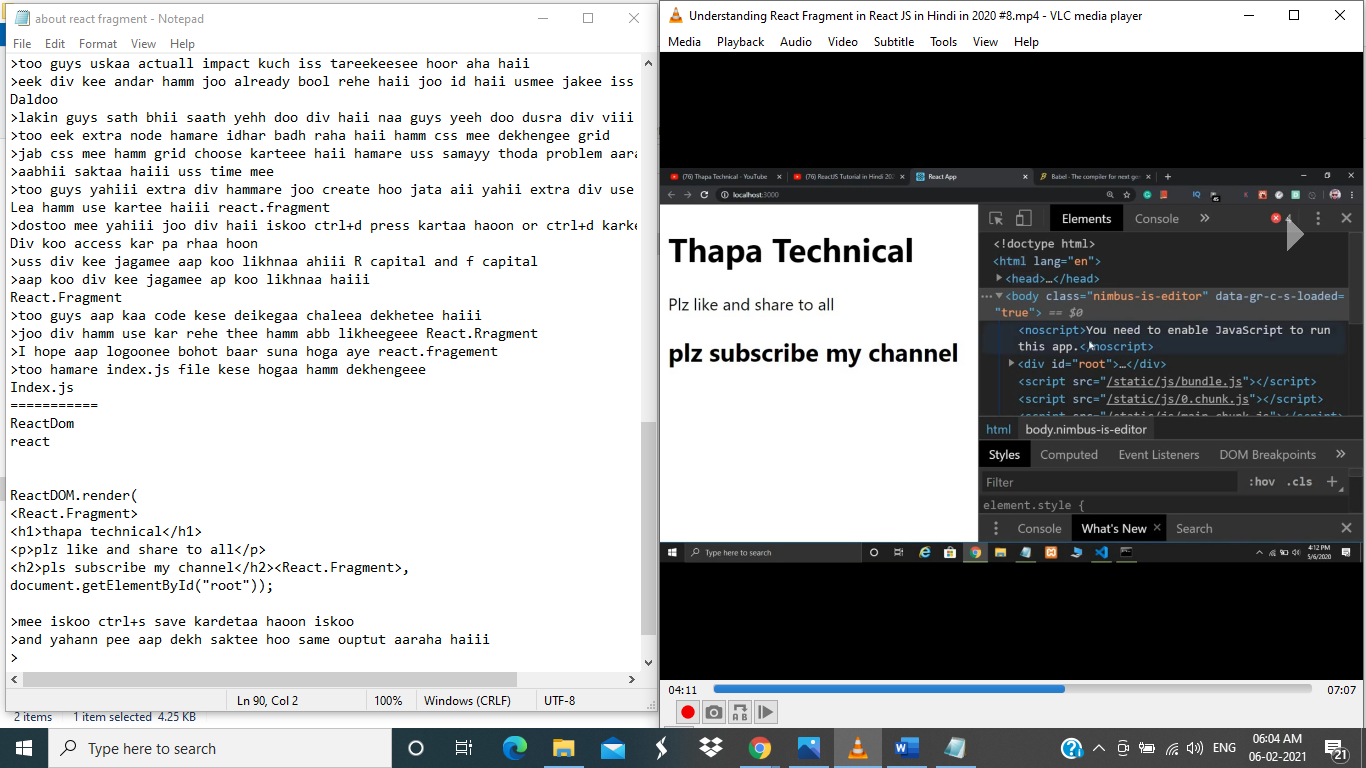 about react fragment - Notepad
File Edit Format View Help
>too guys uskaa actuall impact kuch iss tareekeesee hoor aha haii
>eek div kee andar hamm joo already bool rehe haii joo id haii usmee jakee iss
Daldoo
>lakin guys sath bhii saath yehh doo div haii naa guys yeeh doo dusra div viii
>too eek extra node hamare idhar badh raha haii hamm css mee dekhengee grid
>jab css mee hamm grid choose karteee haii hamare uss samayy thoda problem aara
>aabhii saktaa haiii uss time mee
>too guys yahiii extra div hammare joo create hoo jata aii yahii extra div use
Lea hamm use kartee haiii react.fragment
>dostoo mee yahiii joo div haii iskoo ctrl+d press kartaa haoon or ctrl+d karke
Div koo access kar pa rhaa hoon
>uss div kee jagamee aap koo likhnaa ahiii R capital and f capital
>aap koo div kee jagamee ap koo likhnaa haiii
React.Fragment
>too guys aap kaa code kese deikegaa chaleea dekhetee haiii
>joo div hamm use kar rehe thee hamm abb likheegeee React.Rragment
>I hope aap logoonee bohot baar suna hoga aye react.fragement
>too hamare index.js file kese hogaa hamm dekhengeee
Index.js
===========
ReactDom
react
ReactDOM.render(
<React.Fragment>
<h1>thapa technical</h1>
<p>plz like and share to all</p>
<h2>pls subscribe my channel</h2><React.Fragment>,
document.getElementById("root"));
>mee iskoo ctrl+s save kardetaa haoon iskoo
>and yahann pee aap dekh saktee hoo same ouptut aaraha haiii
>
Ln 90, Col 2 100% Windows (CRLF) UTF-8
2 items 1 item selected 4.25 KB
Understanding React Fragment in React JS in Hindi in 2020 #8.mp4 - VLC media player
Media Playback Audio Video Subtitle Tools View Help
(76) Thapa Technical - YouTube (76) ReactJS Tutorial in Hindi 202 React App Babel - The compiler for next ge
localhost:3000
Thapa Technical
Plz like and share to all
plz subscribe my channel
Elements Console » 4
<!doctype html>
<html lang="en">
<head>…</head>
<body class="nimbus-is-editor" data-gr-c-s-loaded=
"true"> == $0
<noscript>You need to enable JavaScript to run
this app.</noscript>
<div id="root">…</div>
<script src="/static/js/bundle.js"></script>
<script src="/static/js/0.chunk.js"></script>
<script src="/static/js/main.chunk.js"></script>
html body.nimbus-is-editor
Styles Computed Event Listeners DOM Breakpoints »
Filter :hov .cls +
element.style {
Console What's New Search
Type here to search 4:12 PM
5/6/2020
04:11 07:07
Type here to search ENG 06:04 AM
06-02-2021 21